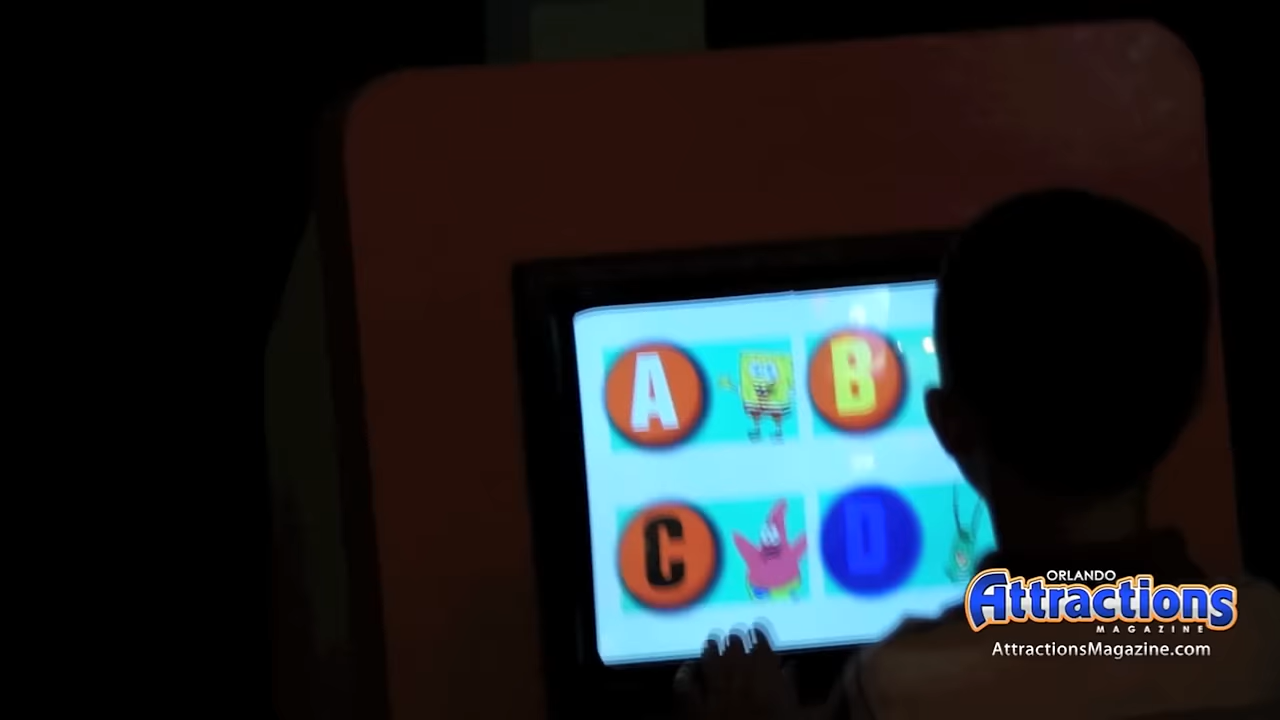 A B
C D
ORLANDO
Attractions
MAGAZINE
AttractionsMagazine.com